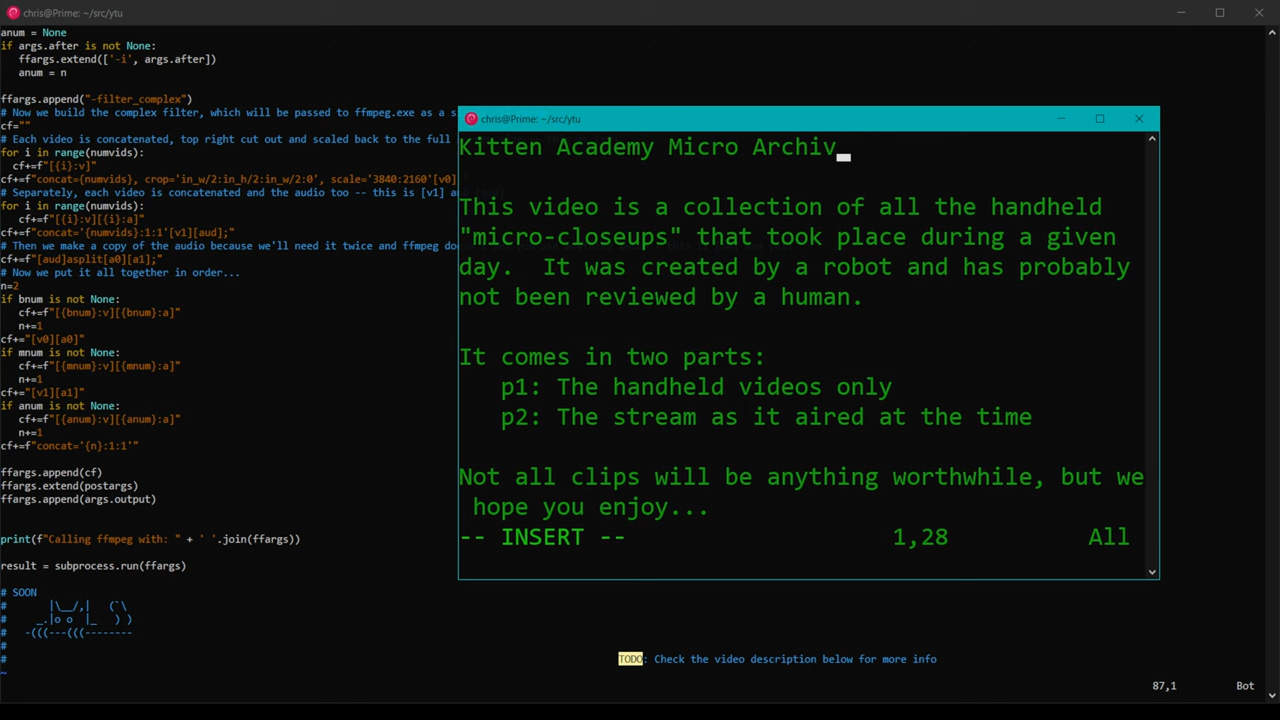 chris@Prime: ~/src/ytu
anum = None
if args.after is not None:
ffargs.extend(['-i', args.after])
anum = n
ffargs.append("-filter_complex")
# Now we build the complex filter, which will be passed to ffmpeg.exe as a s
cf=""
# Each video is concatenated, top right cut out and scaled back to the full
for i in range(numvids):
cf+=f"[{i}:v]"
cf+=f"concat={numvids}, crop='in_w/2:in_h/2:in_w/2:0', scale='3840:2160'[v0]
# Separately, each video is concatenated and the audio too -- this is [v1] a
for i in range(numvids):
cf+=f"[{i}:v][{i}:a]"
cf+=f"concat='{numvids}:1:1'[v1][aud];"
# Then we make a copy of the audio because we'll need it twice and ffmpeg do
cf+=f"[aud]asplit[a0][a1];"
# Now we put it all together in order...
n=2
if bnum is not None:
cf+=f"[{bnum}:v][{bnum}:a]"
n+=1
cf+="[v0][a0]"
if mnum is not None:
cf+=f"[{mnum}:v][{mnum}:a]"
n+=1
cf+="[v1][a1]"
if anum is not None:
cf+=f"[{anum}:v][{anum}:a]"
n+=1
cf+=f"concat='{n}:1:1'"
ffargs.append(cf)
ffargs.extend(postargs)
ffargs.append(args.output)
print(f"Calling ffmpeg with: " + ' '.join(ffargs))
result = subprocess.run(ffargs)
# SOON
#      |\__/,|   (`\
#    _.|o o  |_   ) )
#  -(((---(((--------
#
#
~
chris@Prime: ~/src/ytu
Kitten Academy Micro Archiv
This video is a collection of all the handheld
"micro-closeups" that took place during a given
day.  It was created by a robot and has probably
not been reviewed by a human.
It comes in two parts:
p1: The handheld videos only
p2: The stream as it aired at the time
Not all clips will be anything worthwhile, but we
hope you enjoy...
-- INSERT -- 1,28 All
TODO: Check the video description below for more info
87,1 Bot